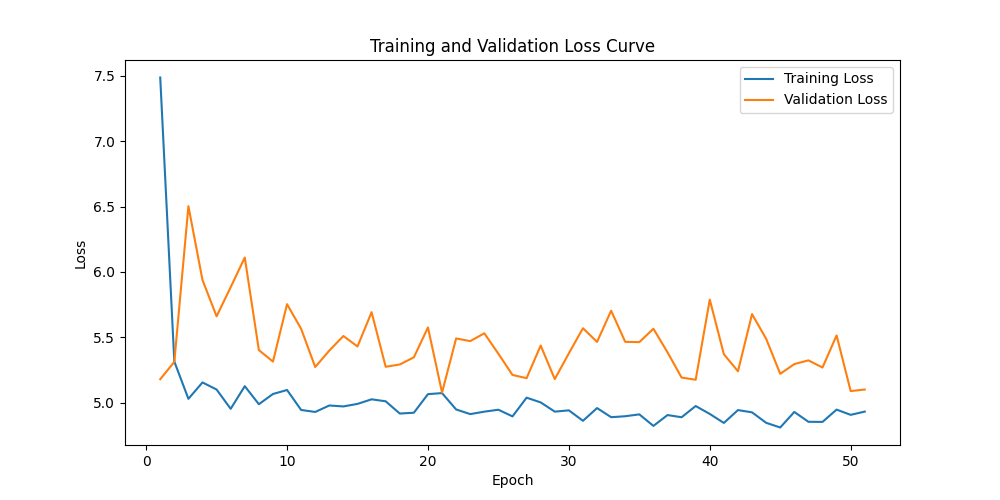 Training and Validation Loss Curve
Training Loss
Validation Loss
7.5
7.0
6.5
6.0
5.5
5.0
Loss
0 10 20 30 40 50
Epoch